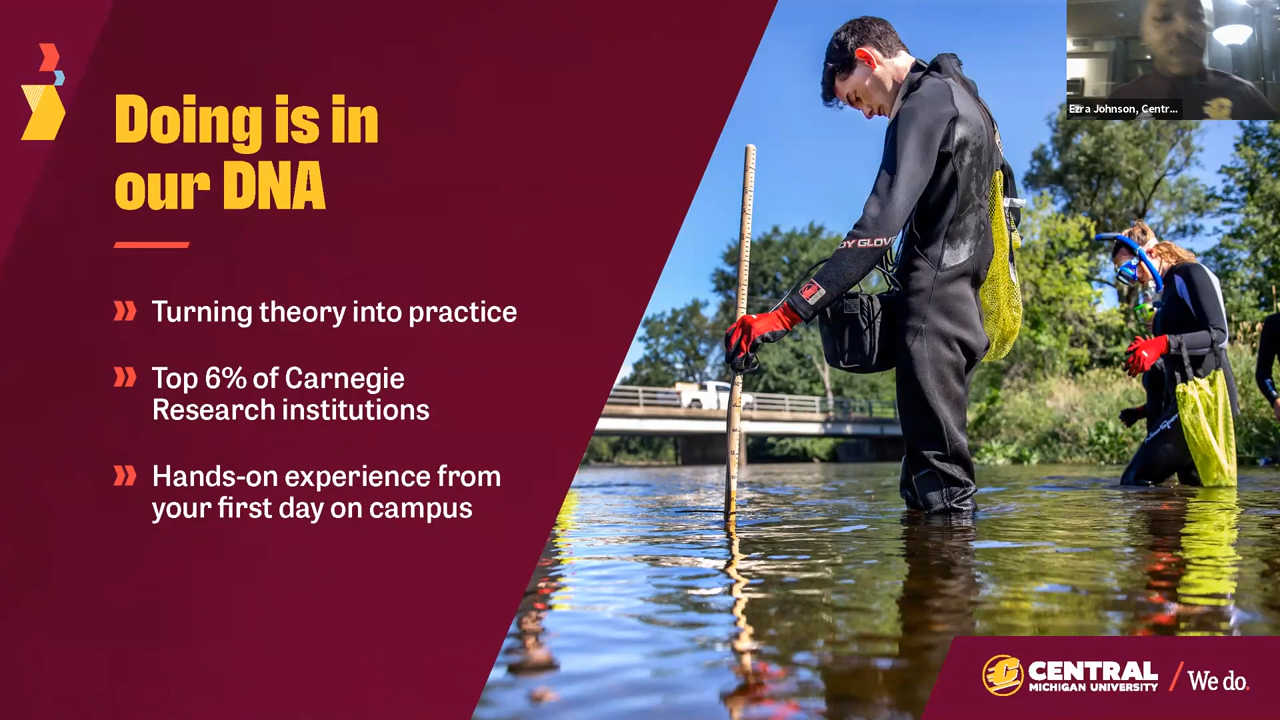 Doing is in
our DNA
Turning theory into practice
Top 6% of Carnegie
Research institutions
Hands-on experience from
your first day on campus
Ezra Johnson, Centr...
CENTRAL
MICHIGAN UNIVERSITY
We do.